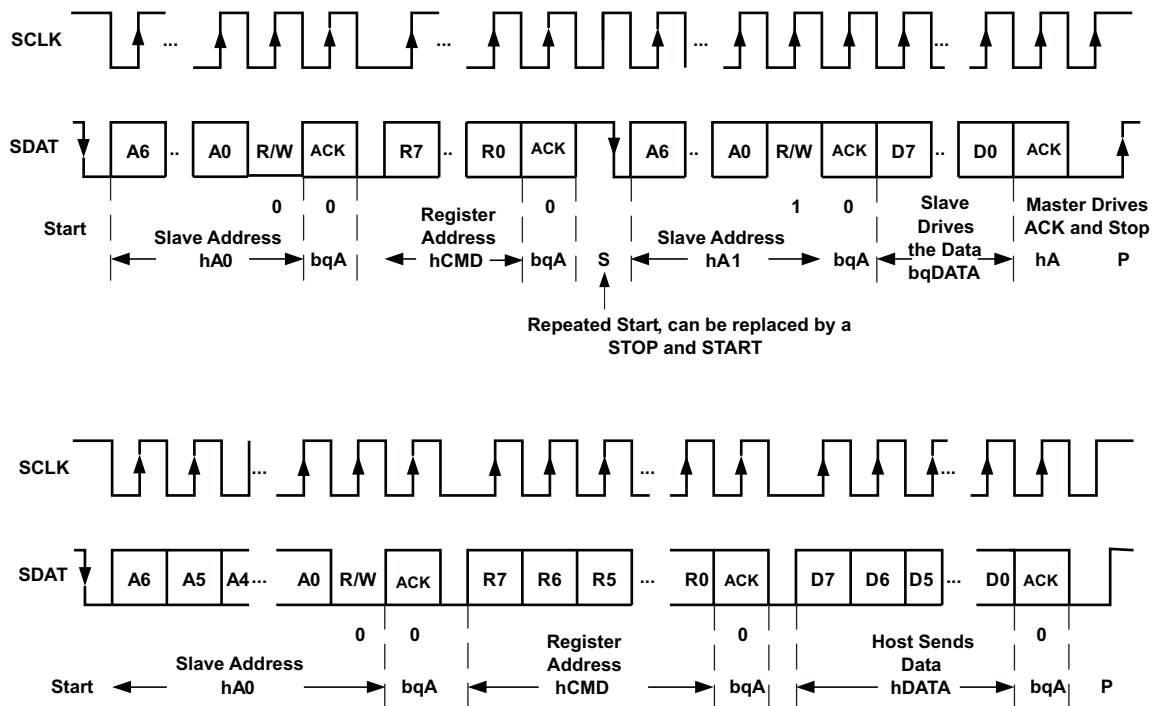 SCLK ... ... ... ...
SDAT A6 .. A0 R/W ACK R7 .. R0 ACK A6 .. A0 R/W ACK D7 .. D0 ACK
0 0 0 1 0
Start
Slave Address
hA0
bqA
Register
Address
hCMD
bqA
S
Slave Address
hA1
bqA
Slave
Drives
the Data
bqDATA
Master Drives
ACK and Stop
hA
P
Repeated Start, can be replaced by a
STOP and START
SCLK ... ... ...
SDAT A6 A5 A4... A0 R/W ACK R7 R6 R5 ... R0 ACK D7 D6 D5 ... D0 ACK
0 0 0 0
Start
Slave Address
hA0
bqA
Register
Address
hCMD
bqA
Host Sends
Data
hDATA
bqA
P